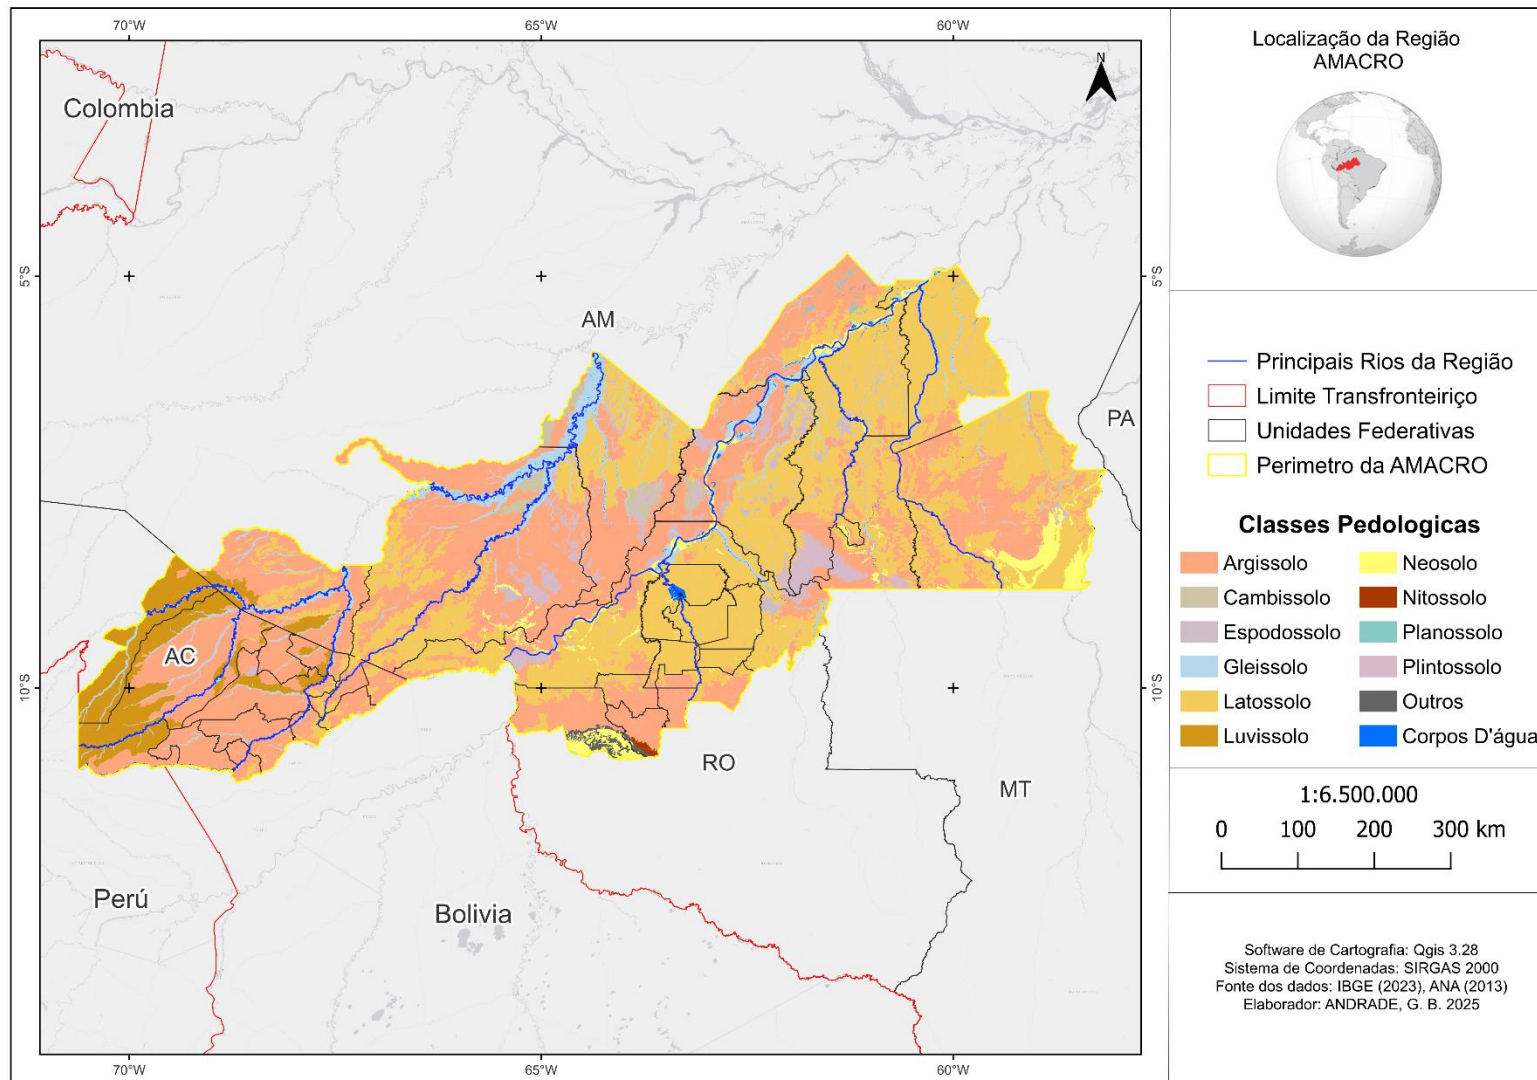 70°W
65°W
60°W
N
Colombia
5°S
5°S
AM
PA
AC
10°S
10°S
RO
MT
Perú
Bolivia
70°W
65°W
60°W
Localização da Região
AMACRO
Principais Rios da Região
Limite Transfronteiriço
Unidades Federativas
Perimetro da AMACRO
Classes Pedologicas
Argissolo
Cambissolo
Espodossolo
Gleissolo
Latossolo
Luvissolo
Neosolo
Nitossolo
Planossolo
Plintossolo
Outros
Corpos D'água
1:6.500.000
0 100 200 300 km
Software de Cartografia: Qgis 3.28
Sistema de Coordenadas: SIRGAS 2000
Fonte dos dados: IBGE (2023), ANA (2013)
Elaborador: ANDRADE, G. B. 2025